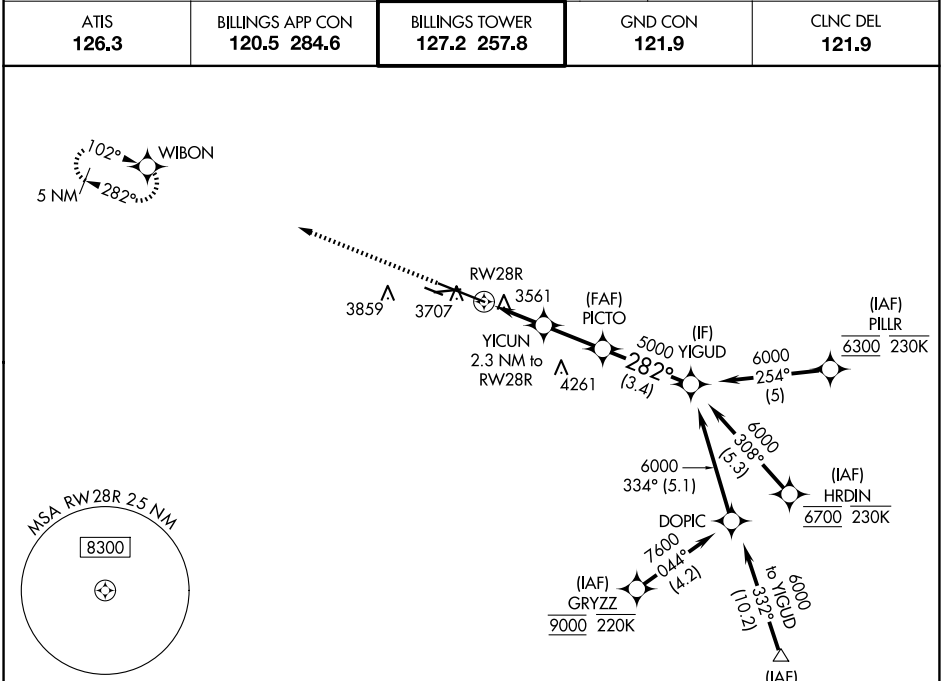 ATIS
126.3
BILLINGS APP CON
120.5 284.6
BILLINGS TOWER
127.2 257.8
GND CON
121.9
CLNC DEL
121.9
102°
WIBON
5 NM
282°
RW28R
3561
3859
3707
(FAF)
PICTO
YICUN
2.3 NM to
RW28R
4261
5000
282°
(3.4)
(IF)
YIGUD
(IAF)
PILLR
6300 230K
6000
254°
(5)
6000
308°
(5.3)
(IAF)
HRDIN
6700 230K
6000
334° (5.1)
DOPIC
7600
044°
(4.2)
(IAF)
GRYZZ
9000 220K
6000
to YIGUD
332°
(10.2)
(IAF)
MSA RW28R 25 NM
8300